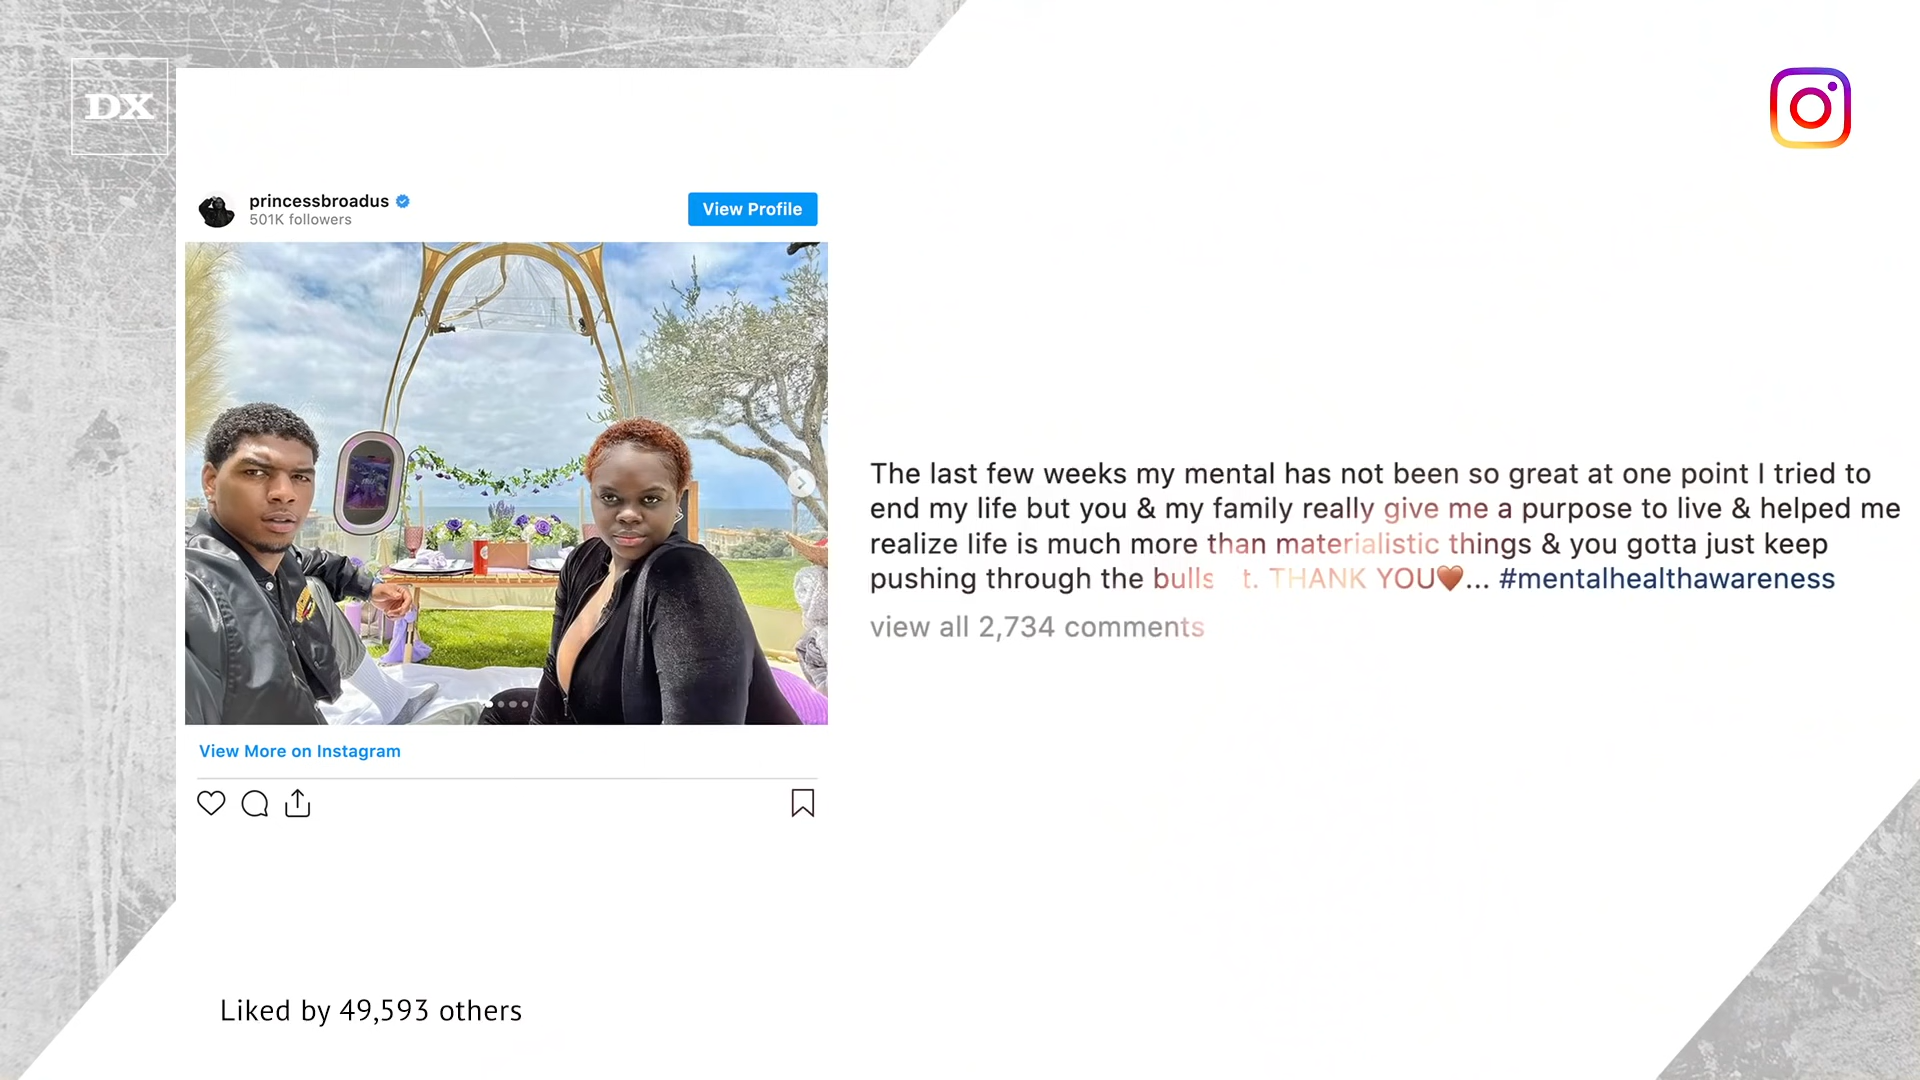 DX
princessbroadus
501K followers
View Profile
View More on Instagram
The last few weeks my mental has not been so great at one point I tried to
end my life but you & my family really give me a purpose to live & helped me
realize life is much more than materialistic things & you gotta just keep
pushing through the bulls t. THANK YOU❤️... #mentalhealthawareness
view all 2,734 comments
Liked by 49,593 others